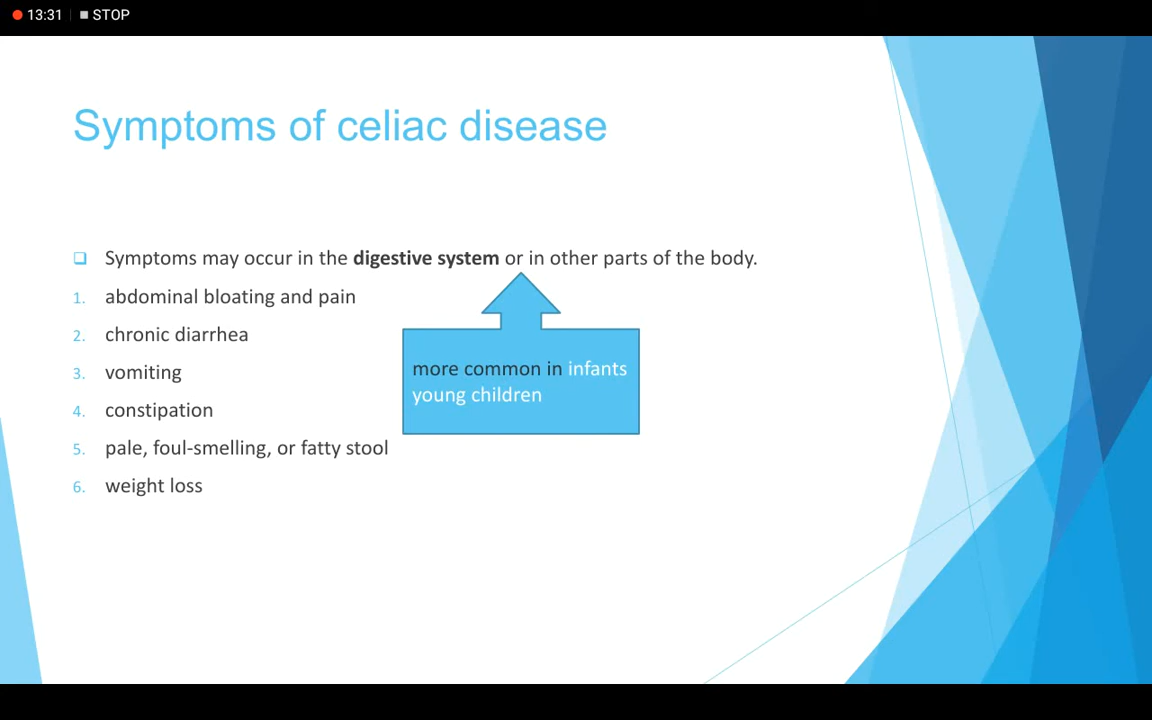 13:31 STOP
Symptoms of celiac disease
Symptoms may occur in the digestive system or in other parts of the body.
1. abdominal bloating and pain
2. chronic diarrhea
3. vomiting
4. constipation
5. pale, foul-smelling, or fatty stool
6. weight loss
more common in infants
young children